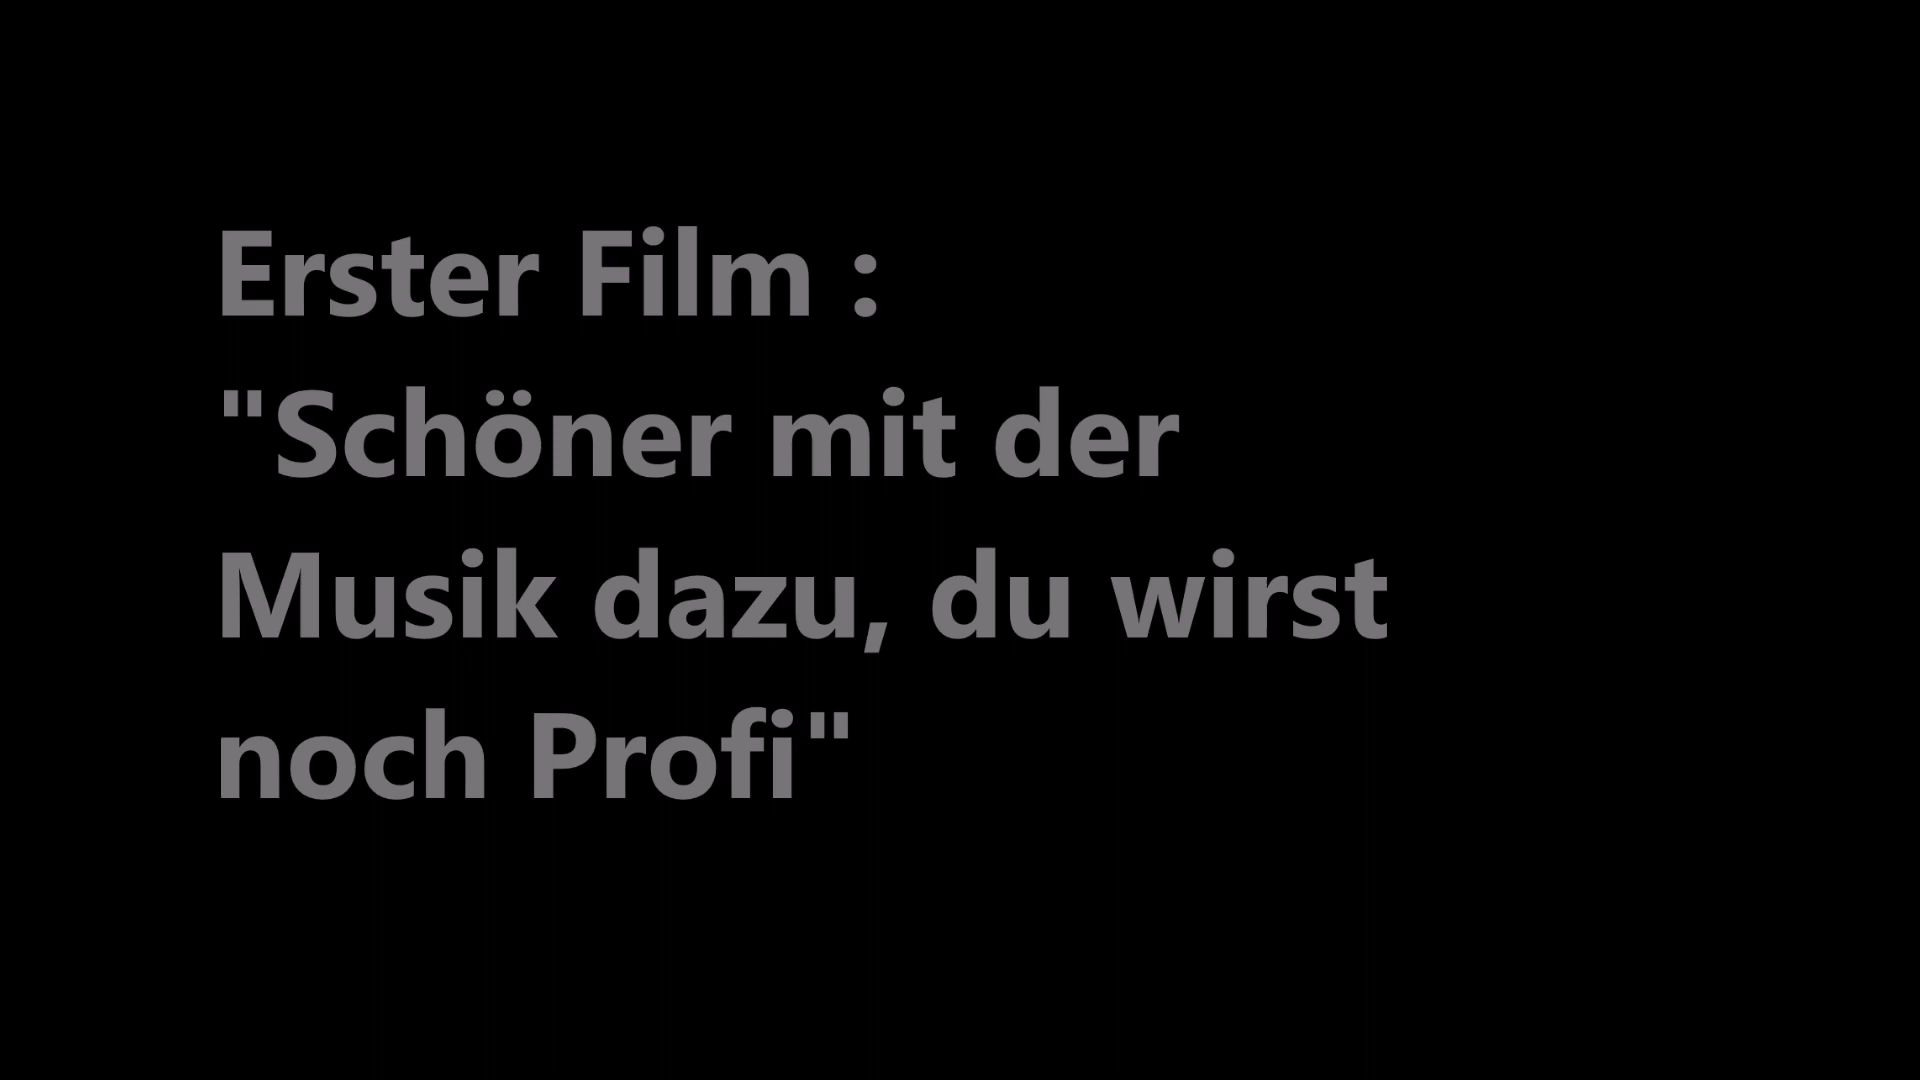 Erster Film :
"Schöner mit der
Musik dazu, du wirst
noch Profi"